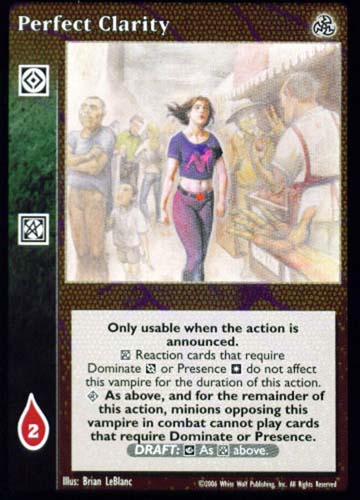 Perfect Clarity
Only usable when the action is
announced.
Reaction cards that require
Dominate or Presence do not
affect this vampire for the duration of this action.
As above, and for the remainder of
this action, minions opposing this
vampire in combat cannot play cards
that require Dominate or Presence.
DRAFT: As above.
2
Illus: Brian LeBlanc
©2006 White Wolf Publishing, Inc. All Rights Reserved.